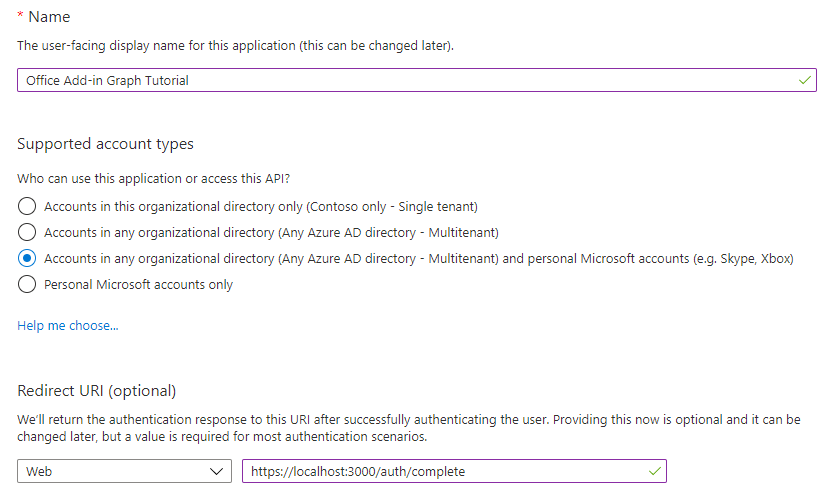 * Name
The user-facing display name for this application (this can be changed later).
Office Add-in Graph Tutorial
Supported account types
Who can use this application or access this API?
Accounts in this organizational directory only (Contoso only - Single tenant)
Accounts in any organizational directory (Any Azure AD directory - Multitenant)
Accounts in any organizational directory (Any Azure AD directory - Multitenant) and personal Microsoft accounts (e.g. Skype, Xbox)
Personal Microsoft accounts only
Help me choose...
Redirect URI (optional)
We'll return the authentication response to this URI after successfully authenticating the user. Providing this now is optional and it can be
changed later, but a value is required for most authentication scenarios.
Web https://localhost:3000/auth/complete